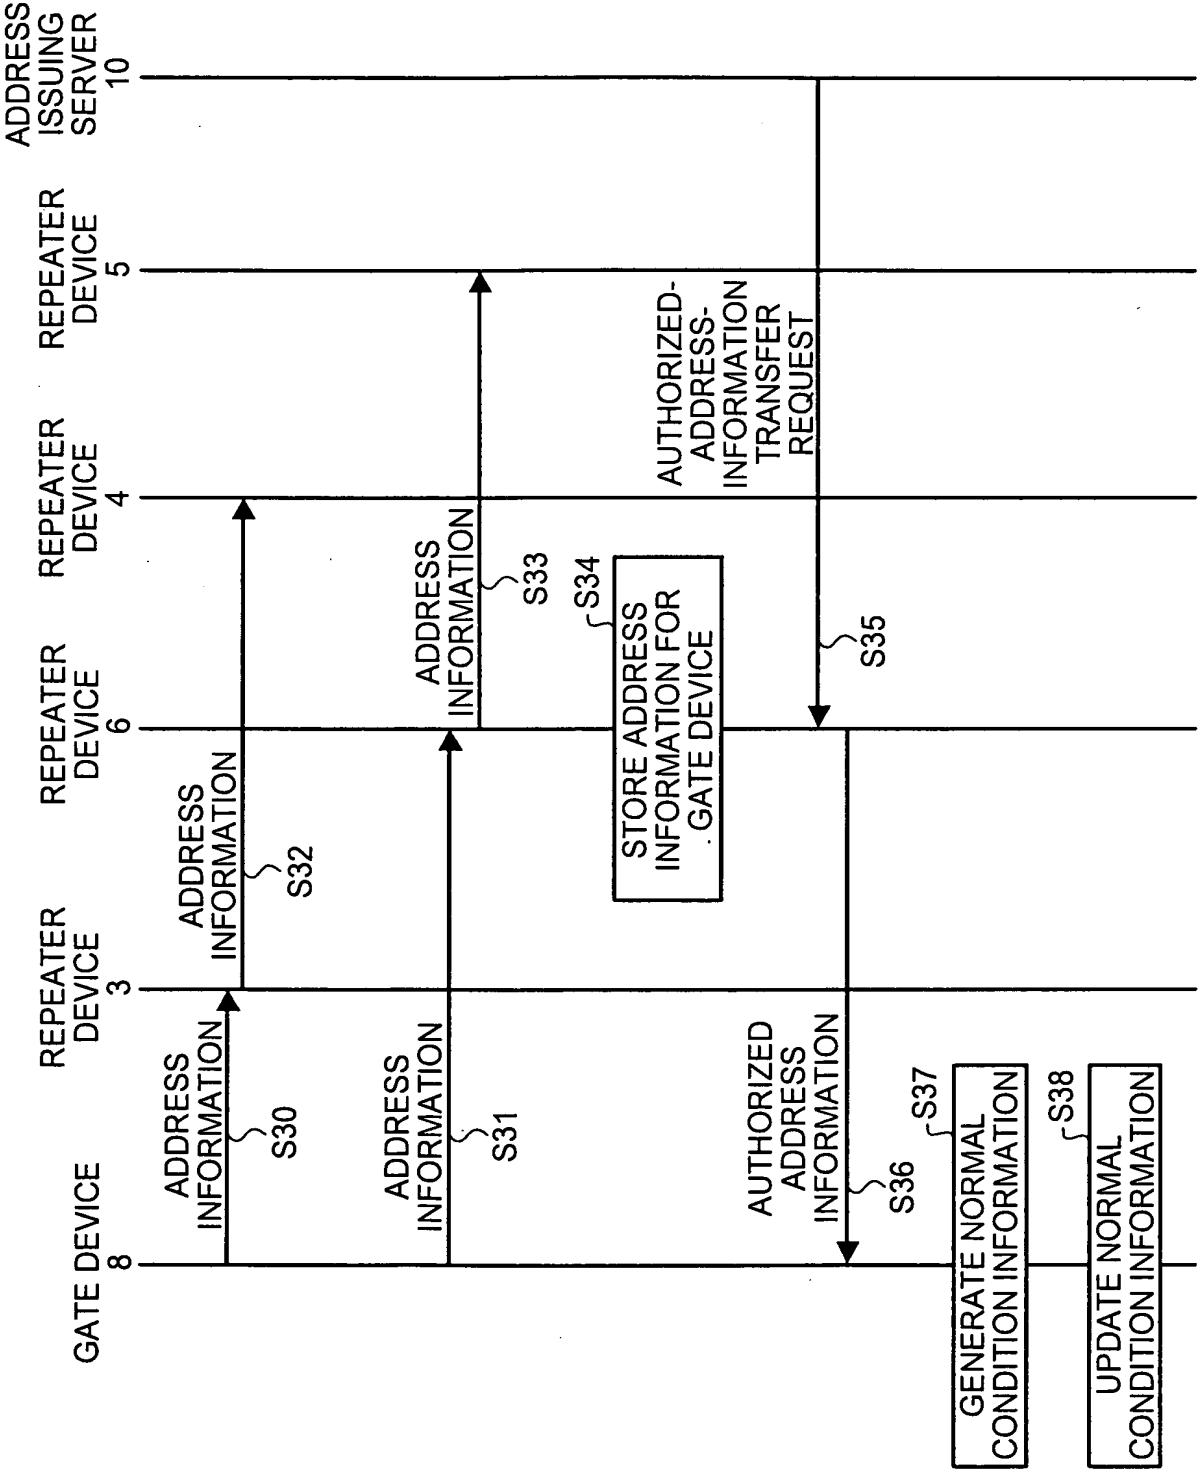 GATE DEVICE
8
REPEATER
DEVICE
3
REPEATER
DEVICE
6
REPEATER
DEVICE
4
REPEATER
DEVICE
5
ADDRESS
ISSUING
SERVER
10
ADDRESS
INFORMATION
S30
ADDRESS
INFORMATION
S32
ADDRESS
INFORMATION
S31
ADDRESS
INFORMATION
S33
S34
STORE ADDRESS
INFORMATION FOR
GATE DEVICE
AUTHORIZED-
ADDRESS-
INFORMATION
TRANSFER
REQUEST
S35
AUTHORIZED
ADDRESS
INFORMATION
S36
S37
GENERATE NORMAL
CONDITION INFORMATION
S38
UPDATE NORMAL
CONDITION INFORMATION